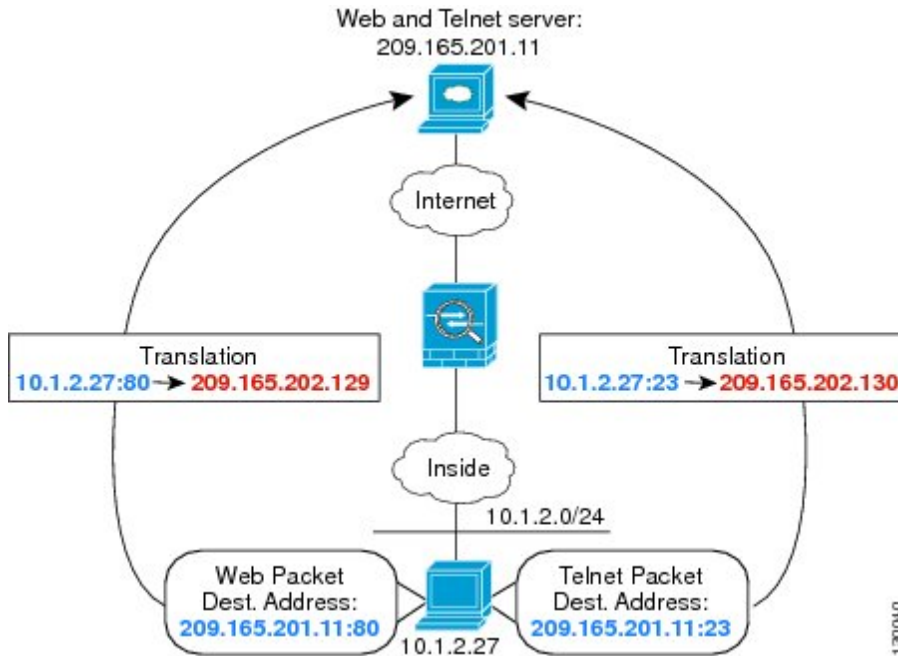 Web and Telnet server:
209.165.201.11
Internet
Translation
10.1.2.27:80 209.165.202.129
Translation
10.1.2.27:23 209.165.202.130
Inside
10.1.2.0/24
Web Packet
Dest. Address:
209.165.201.11:80
Telnet Packet
Dest. Address:
209.165.201.11:23
10.1.2.27